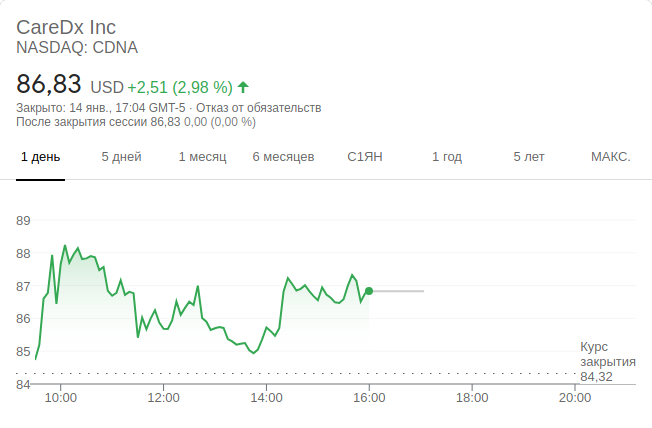 CareDx Inc
NASDAQ: CDNA
86,83 USD +2,51 (2,98 %)
Закрыто: 14 янв., 17:04 GMT-5 · Отказ от обязательств
После закрытия сессии 86,83 0,00 (0,00 %)
1 день 5 дней 1 месяц 6 месяцев С1ЯН 1 год 5 лет МАКС.
89
88
87
86
85
84
Курс
закрытия
84,32
10:00 12:00 14:00 16:00 18:00 20:00